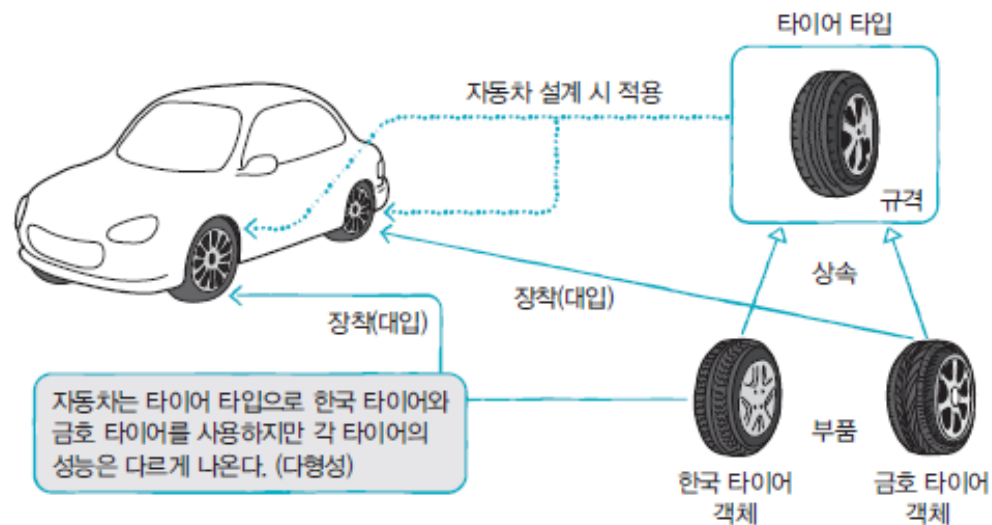 타이어 타입
자동차 설계 시 적용
규격
상속
장착(대입)
장착(대입)
자동차는 타이어 타입으로 한국 타이어와
금호 타이어를 사용하지만 각 타이어의
성능은 다르게 나온다. (다형성)
부품
한국 타이어
객체
금호 타이어
객체